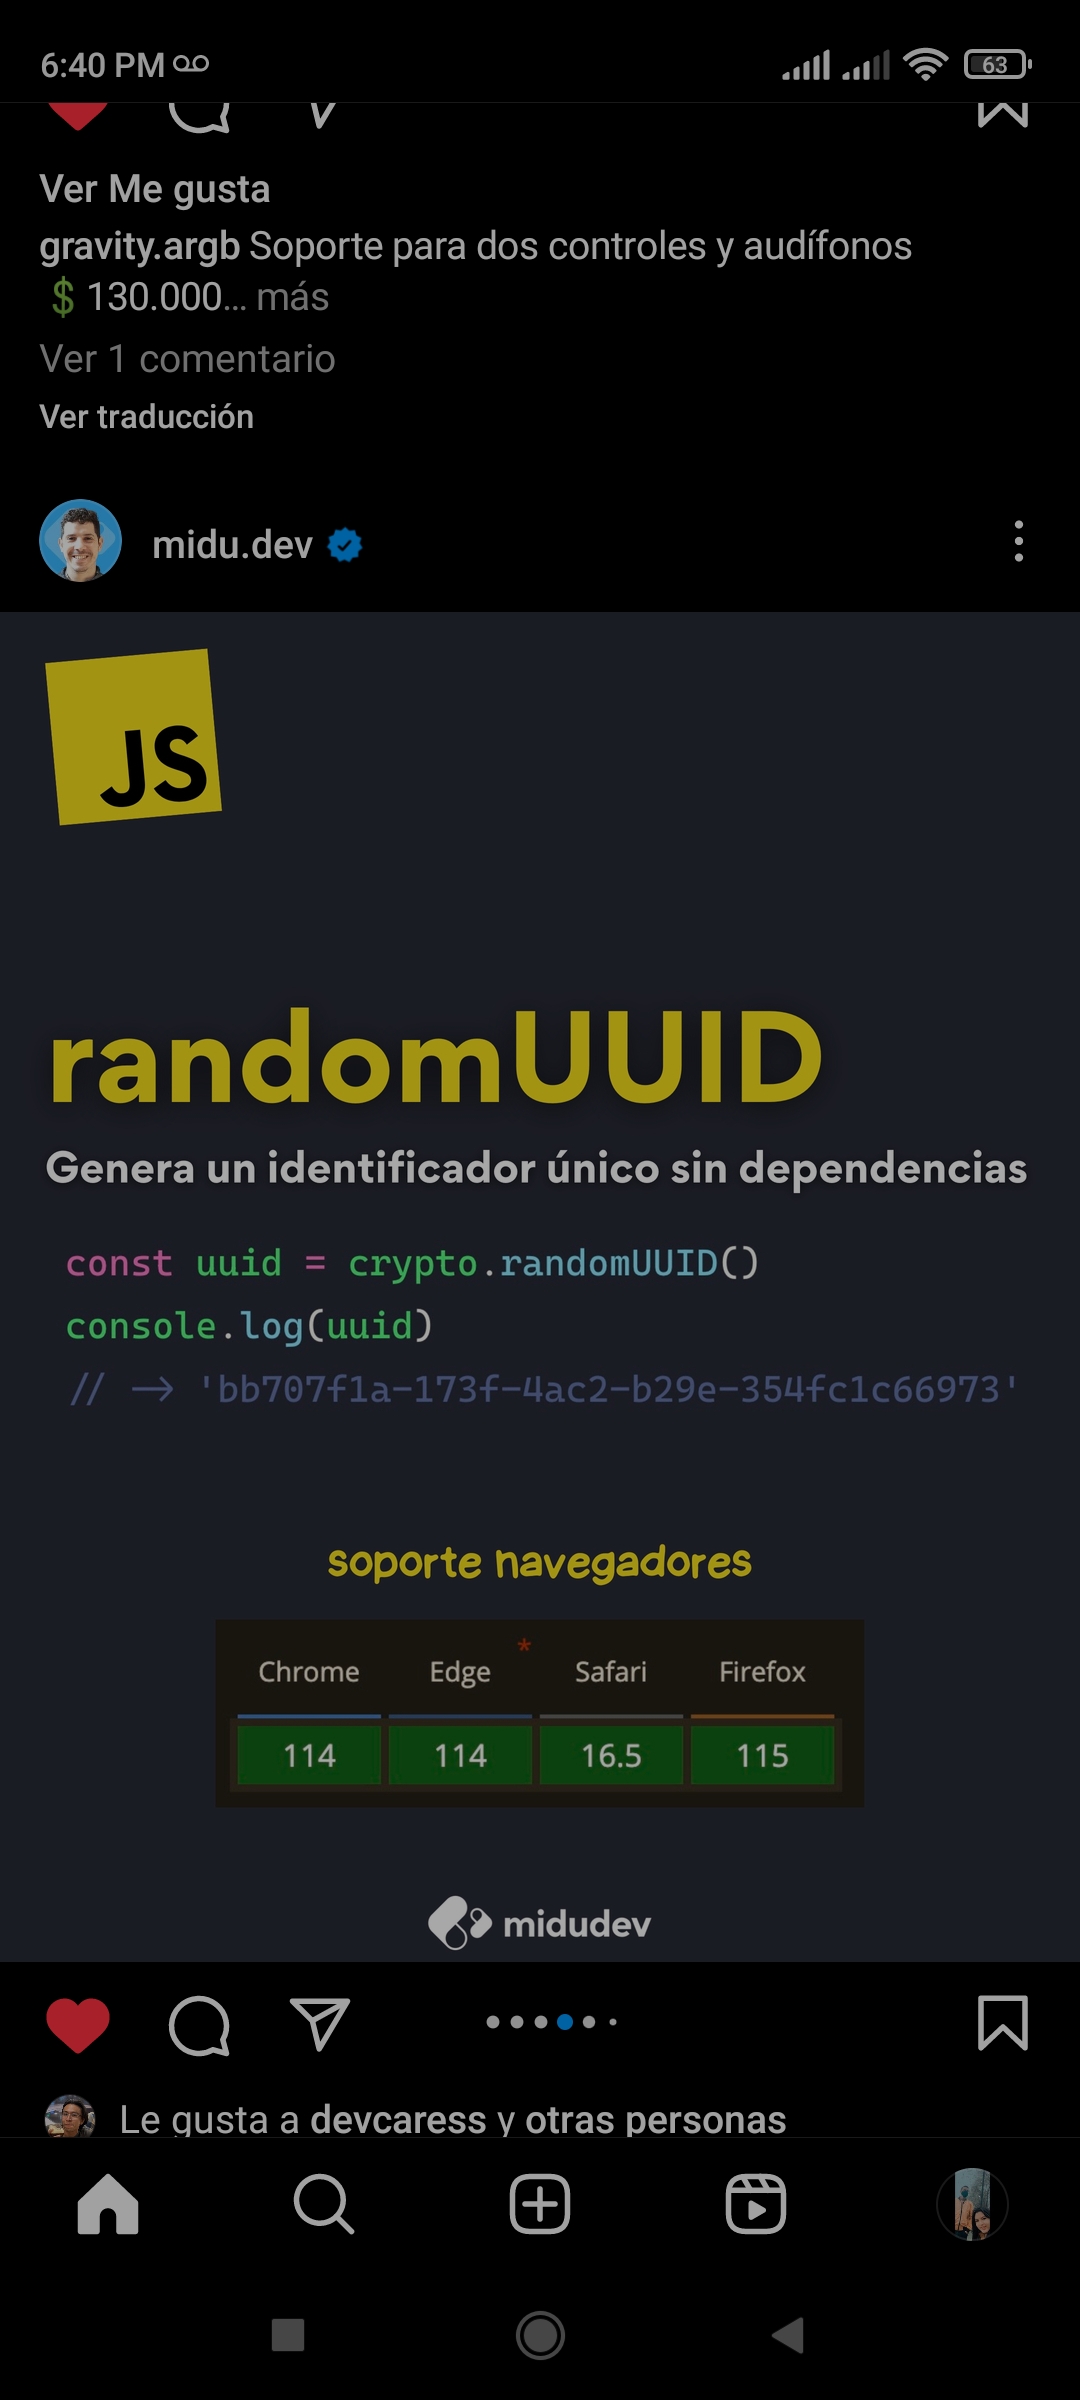 6:40 PM
63
Ver Me gusta
gravity.argb Soporte para dos controles y audífonos
💲130.000... más
Ver 1 comentario
Ver traducción
midu.dev
JS
randomUUID
Genera un identificador único sin dependencias
const uuid = crypto.randomUUID()
console.log(uuid)
// -> 'bb707f1a-173f-4ac2-b29e-354fc1c66973'
soporte navegadores
Chrome Edge * Safari Firefox
114 114 16.5 115
midudev
Le gusta a devcaress y otras personas